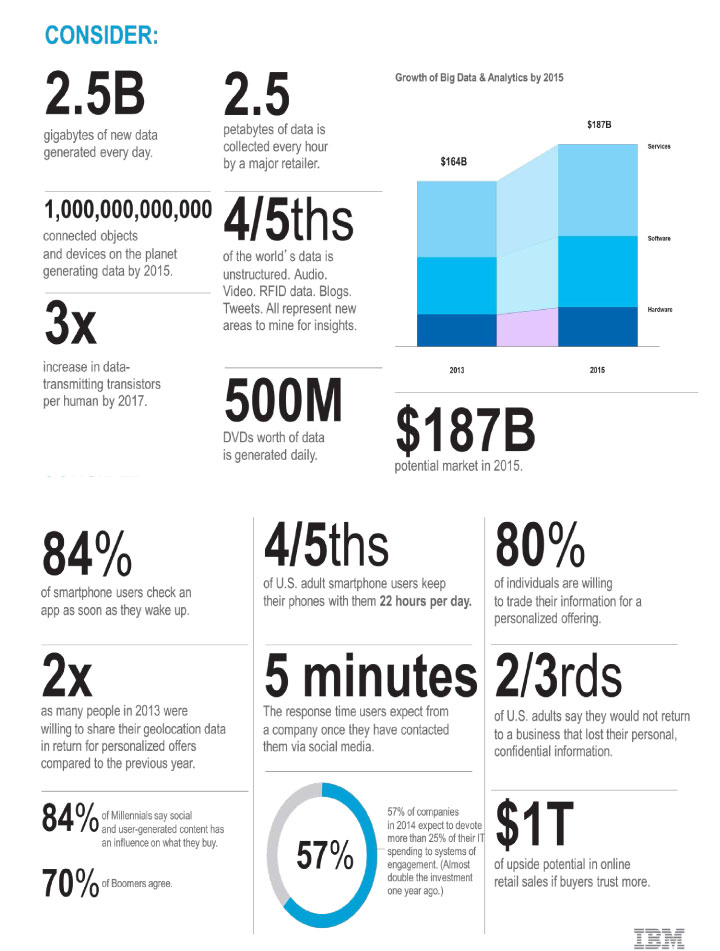 CONSIDER:
2.5B
gigabytes of new data
generated every day.
1,000,000,000,000
connected objects
and devices on the planet
generating data by 2015.
3x
increase in data-
transmitting transistors
per human by 2017.
2.5
petabytes of data is
collected every hour
by a major retailer.
4/5ths
of the world's data is
unstructured. Audio.
Video. RFID data. Blogs.
Tweets. All represent new
areas to mine for insights.
500M
DVDs worth of data
is generated daily.
Growth of Big Data & Analytics by 2015
$187B
$164B
Services
Software
Hardware
2013
2015
$187B
potential market in 2015.
84%
of smartphone users check an
app as soon as they wake up.
2x
as many people in 2013 were
willing to share their geolocation data
in return for personalized offers
compared to the previous year.
84%
of Millennials say social
and user-generated content has
an influence on what they buy.
70%
of Boomers agree.
4/5ths
of U.S. adult smartphone users keep
their phones with them 22 hours per day.
5 minutes
The response time users expect from
a company once they have contacted
them via social media.
57%
57% of companies
in 2014 expect to devote
more than 25% of their IT
spending to systems of
engagement. (Almost
double the investment
one year ago.)
80%
of individuals are willing
to trade their information for a
personalized offering.
2/3rds
of U.S. adults say they would not return
to a business that lost their personal,
confidential information.
$1T
of upside potential in online
retail sales if buyers trust more.
IBM